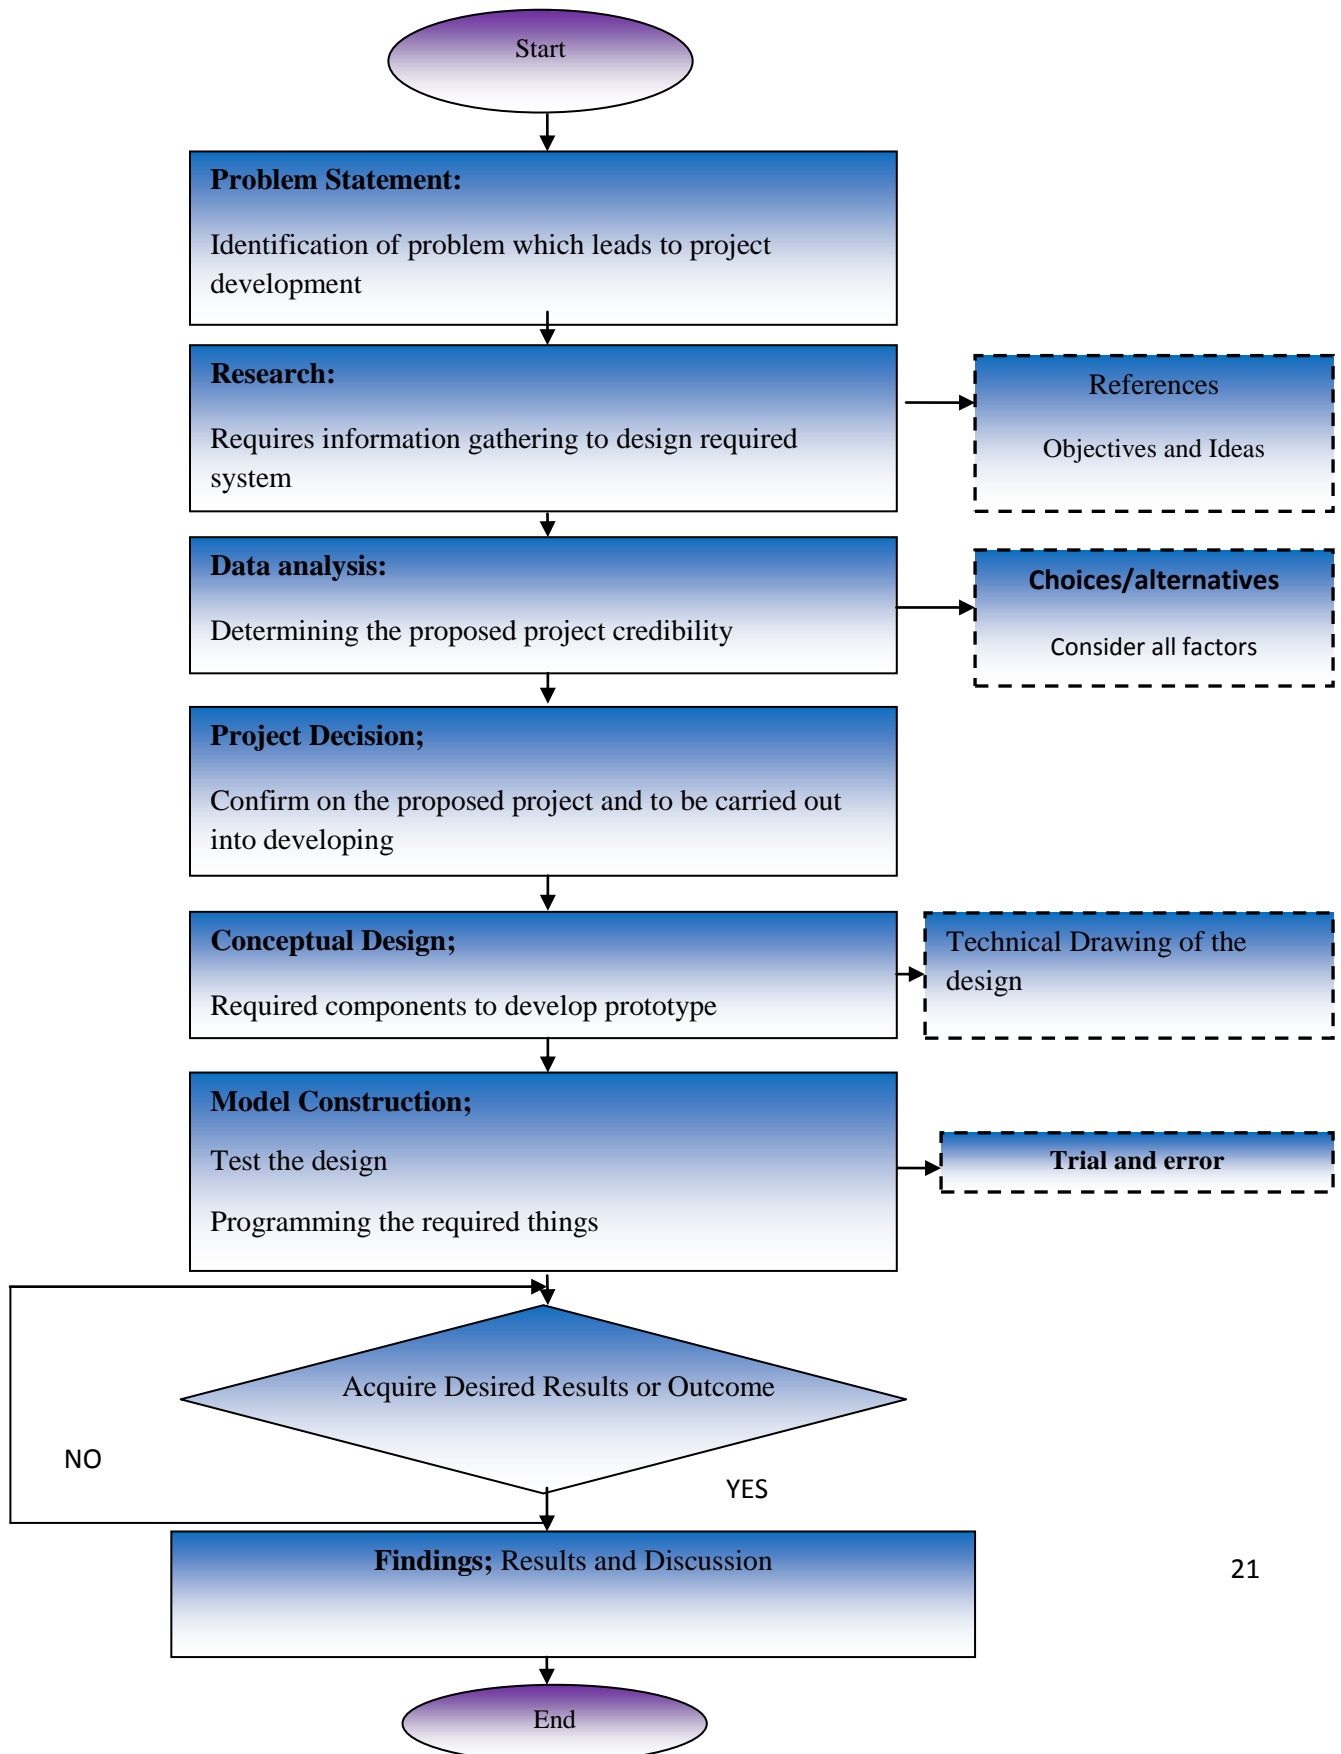 Start
Problem Statement:
Identification of problem which leads to project
development
Research:
Requires information gathering to design required
system
References
Objectives and Ideas
Data analysis:
Determining the proposed project credibility
Choices/alternatives
Consider all factors
Project Decision;
Confirm on the proposed project and to be carried out
into developing
Conceptual Design;
Required components to develop prototype
Technical Drawing of the
design
Model Construction;
Test the design
Programming the required things
Trial and error
Acquire Desired Results or Outcome
NO
YES
Findings; Results and Discussion
21
End